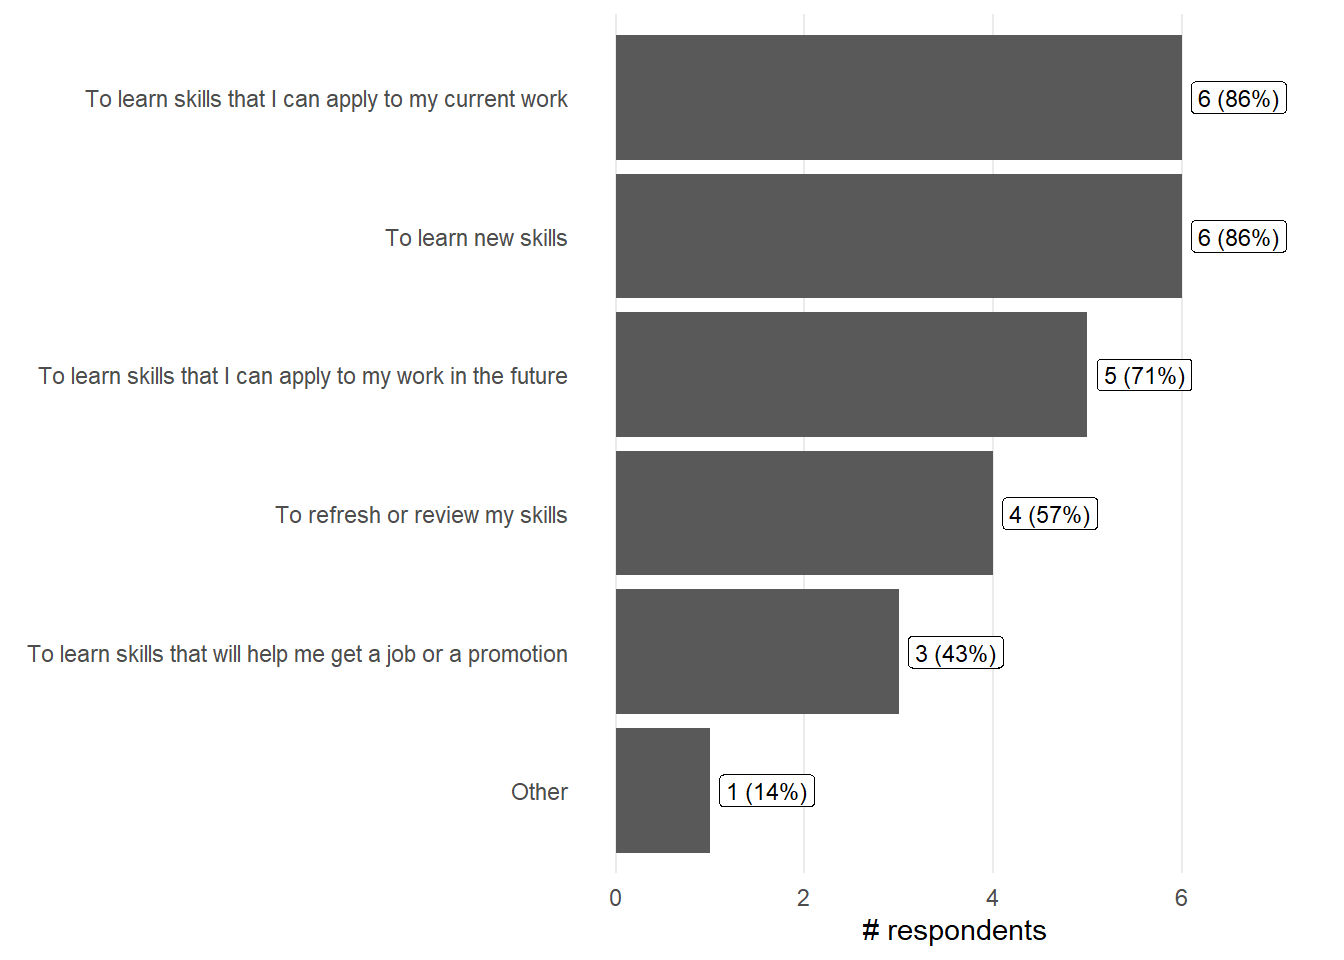 To learn skills that I can apply to my current work
6 (86%)
To learn new skills
6 (86%)
To learn skills that I can apply to my work in the future
5 (71%)
To refresh or review my skills
4 (57%)
To learn skills that will help me get a job or a promotion
3 (43%)
Other
1 (14%)
0 2 4 6
# respondents